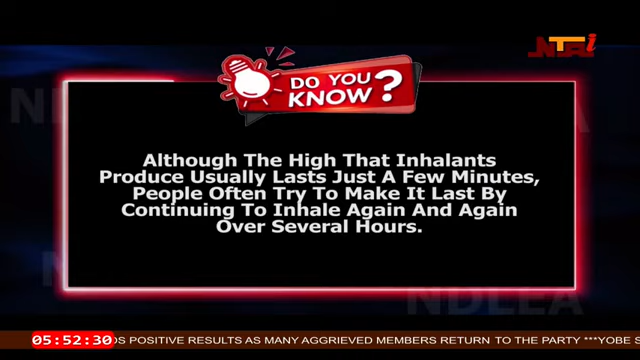 NTAi
DO YOU
KNOW?
Although The High That Inhalants
Produce Usually Lasts Just A Few Minutes,
People Often Try To Make It Last By
Continuing To Inhale Again And Again
Over Several Hours.
NDLEA
05:52:30
POSITIVE RESULTS AS MANY AGGRIEVED MEMBERS RETURN TO THE PARTY ***YOBE S